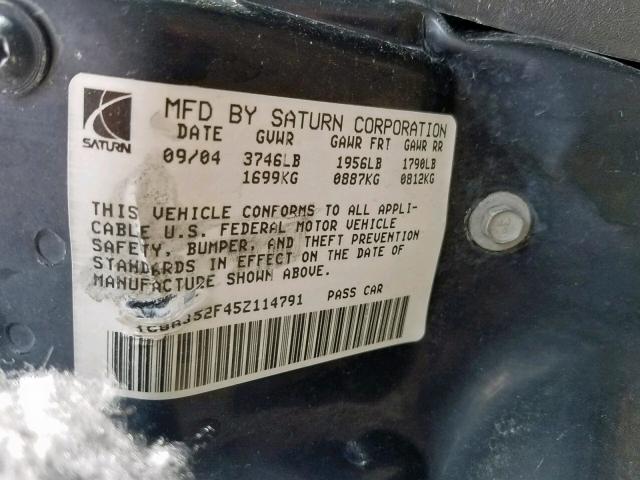 MFD BY SATURN CORPORATION
SATURN
DATE GVWR GAWR FRT GAWR RR
09/04 3746LB 1956LB 1790LB
1699KG 0887KG 0812KG
THIS VEHICLE CONFORMS TO ALL APPLI-
CABLE U.S. FEDERAL MOTOR VEHICLE
SAFETY, BUMPER, AND THEFT PREVENTION
STANDARDS IN EFFECT ON THE DATE OF
MANUFACTURE SHOWN ABOVE.
1G8AJ52F45Z114791 PASS CAR